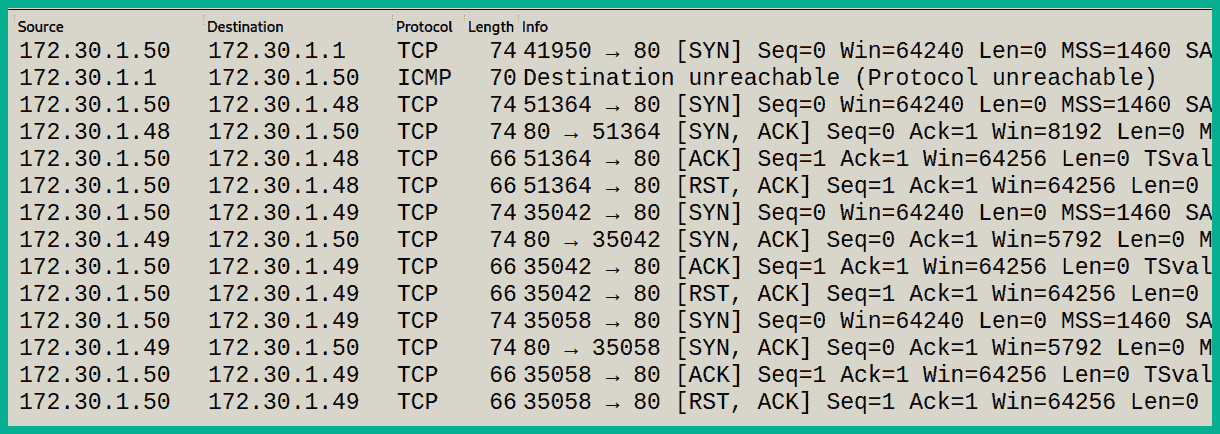 Source Destination Protocol Length Info
172.30.1.50 172.30.1.1 TCP 74 41950 → 80 [SYN] Seq=0 Win=64240 Len=0 MSS=1460 SA
172.30.1.1 172.30.1.50 ICMP 70 Destination unreachable (Protocol unreachable)
172.30.1.50 172.30.1.48 TCP 74 51364 → 80 [SYN] Seq=0 Win=64240 Len=0 MSS=1460 SA
172.30.1.48 172.30.1.50 TCP 74 80 → 51364 [SYN, ACK] Seq=0 Ack=1 Win=8192 Len=0 M
172.30.1.50 172.30.1.48 TCP 66 51364 → 80 [ACK] Seq=1 Ack=1 Win=64256 Len=0 TSval
172.30.1.50 172.30.1.48 TCP 66 51364 → 80 [RST, ACK] Seq=1 Ack=1 Win=64256 Len=0
172.30.1.50 172.30.1.49 TCP 74 35042 → 80 [SYN] Seq=0 Win=64240 Len=0 MSS=1460 SA
172.30.1.49 172.30.1.50 TCP 74 80 → 35042 [SYN, ACK] Seq=0 Ack=1 Win=5792 Len=0 M
172.30.1.50 172.30.1.49 TCP 66 35042 → 80 [ACK] Seq=1 Ack=1 Win=64256 Len=0 TSval
172.30.1.50 172.30.1.49 TCP 66 35042 → 80 [RST, ACK] Seq=1 Ack=1 Win=64256 Len=0
172.30.1.50 172.30.1.49 TCP 74 35058 → 80 [SYN] Seq=0 Win=64240 Len=0 MSS=1460 SA
172.30.1.49 172.30.1.50 TCP 74 80 → 35058 [SYN, ACK] Seq=0 Ack=1 Win=5792 Len=0 M
172.30.1.50 172.30.1.49 TCP 66 35058 → 80 [ACK] Seq=1 Ack=1 Win=64256 Len=0 TSval
172.30.1.50 172.30.1.49 TCP 66 35058 → 80 [RST, ACK] Seq=1 Ack=1 Win=64256 Len=0